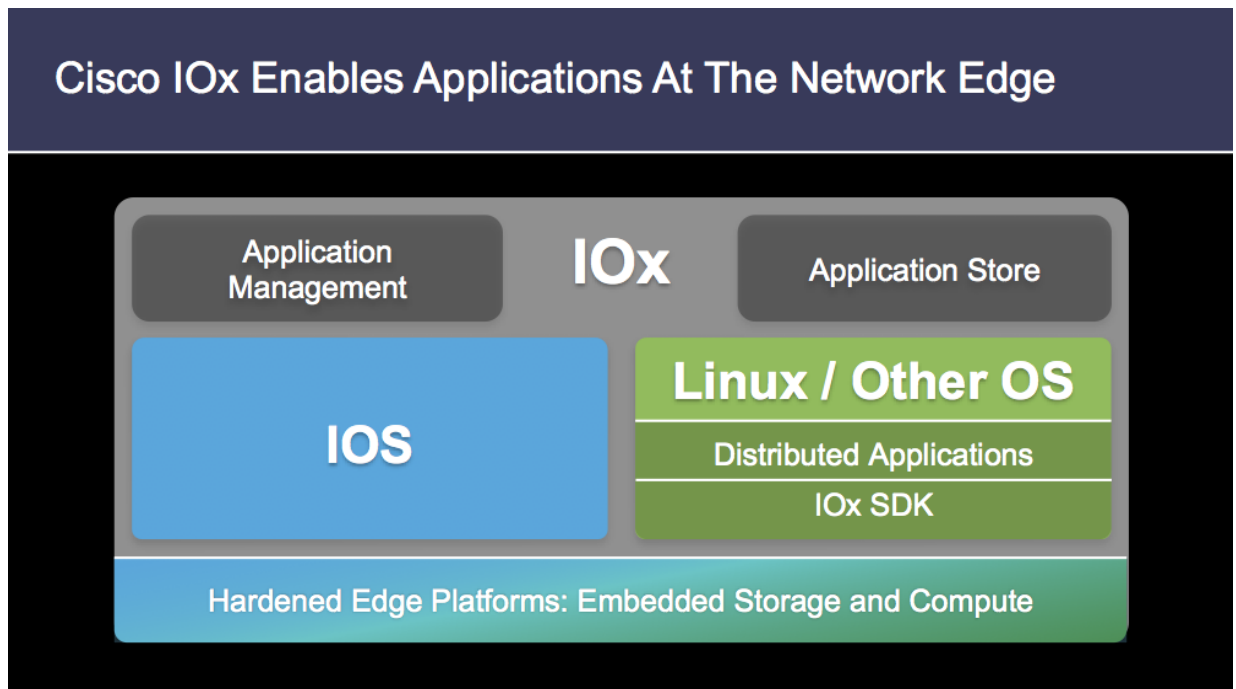 Cisco IOx Enables Applications At The Network Edge
Application
Management
IOx
Application Store
IOS
Linux / Other OS
Distributed Applications
IOx SDK
Hardened Edge Platforms: Embedded Storage and Compute